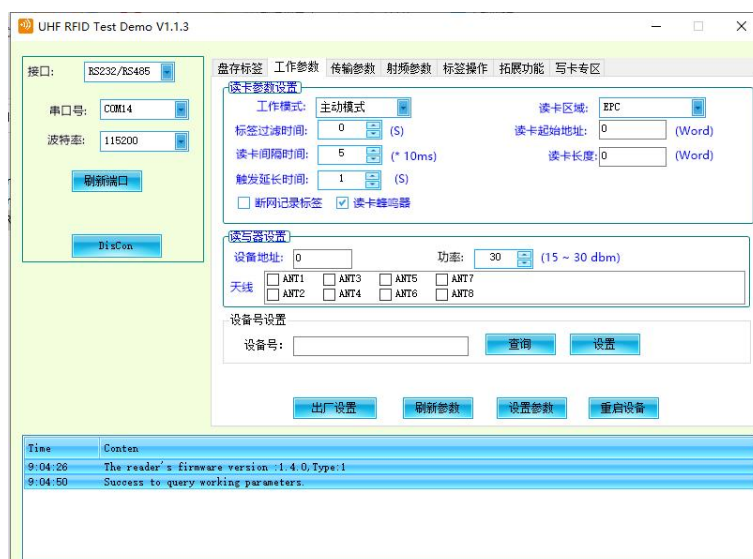 UHF RFID Test Demo V1.1.3
接口: RS232/RS485
串口号: COM14
波特率: 115200
刷新端口
DisCon
盘存标签 工作参数 传输参数 射频参数 标签操作 拓展功能 写卡专区
读卡参数设置
工作模式: 主动模式 读卡区域: EPC
标签过滤时间: 0 (S) 读卡起始地址: 0 (Word)
读卡间隔时间: 5 (* 10ms) 读卡长度: 0 (Word)
触发延长时间: 1 (S)
断网记录标签 读卡蜂鸣器
读写器设置
设备地址: 0 功率: 30 (15 ~ 30 dbm)
天线 ANT1 ANT3 ANT5 ANT7
ANT2 ANT4 ANT6 ANT8
设备号设置
设备号: 查询 设置
出厂设置 刷新参数 设置参数 重启设备
Time Conten
9:04:26 The reader's firmware version :1.4.0,Type:1
9:04:50 Success to query working parameters.